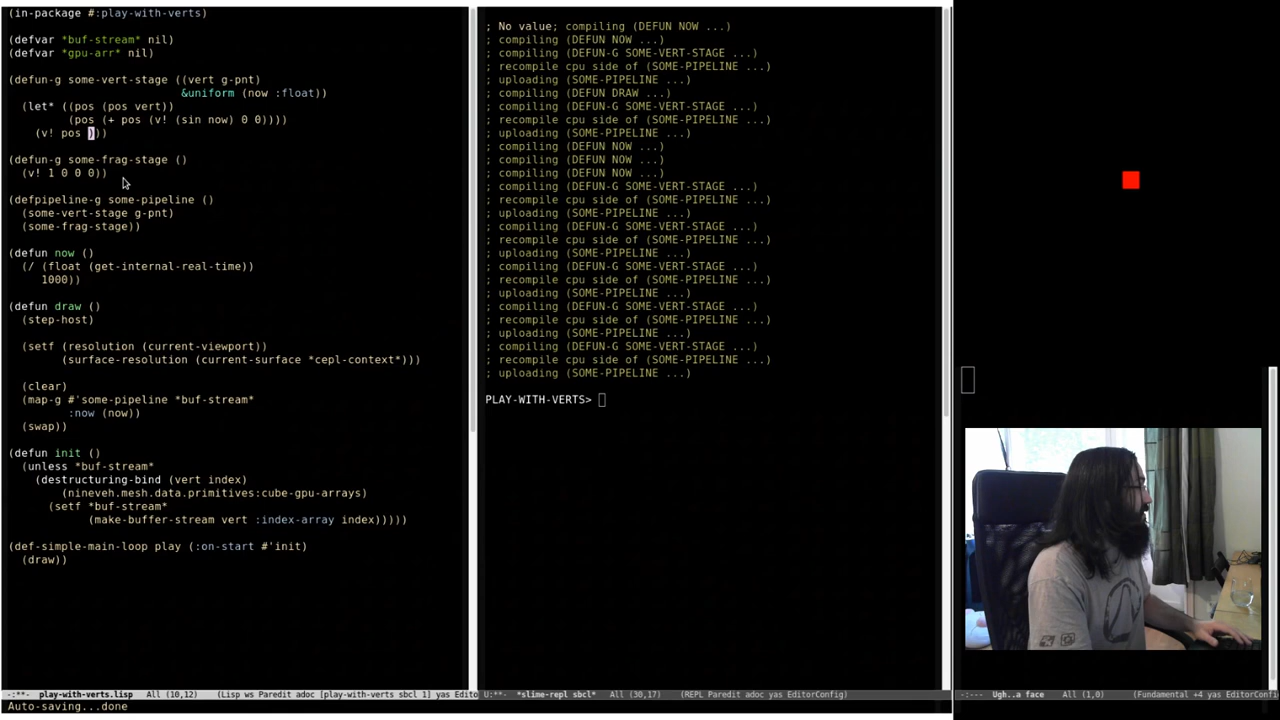 (in-package #:play-with-verts)
(defvar *buf-stream* nil)
(defvar *gpu-arr* nil)
(defun-g some-vert-stage ((vert g-pnt)
&uniform (now :float))
(let* ((pos (pos vert))
(pos (+ pos (v! (sin now) 0 0))))
(v! pos )))
(defun-g some-frag-stage ()
(v! 1 0 0 0))
(defpipeline-g some-pipeline ()
(some-vert-stage g-pnt)
(some-frag-stage))
(defun now ()
(/ (float (get-internal-real-time))
1000))
(defun draw ()
(step-host)
(setf (resolution (current-viewport))
(surface-resolution (current-surface *cepl-context*)))
(clear)
(map-g #'some-pipeline *buf-stream*
:now (now))
(swap))
(defun init ()
(unless *buf-stream*
(destructuring-bind (vert index)
(nineveh.mesh.data.primitives:cube-gpu-arrays)
(setf *buf-stream*
(make-buffer-stream vert :index-array index)))))
(def-simple-main-loop play (:on-start #'init)
(draw))
-:**- play-with-verts.lisp All (10,12) (Lisp ws Paredit adoc [play-with-verts sbcl 1] yas Edito
Auto-saving...done
; No value; compiling (DEFUN NOW ...)
; compiling (DEFUN NOW ...)
; compiling (DEFUN-G SOME-VERT-STAGE ...)
; recompile cpu side of (SOME-PIPELINE ...)
; uploading (SOME-PIPELINE ...)
; compiling (DEFUN DRAW ...)
; compiling (DEFUN-G SOME-VERT-STAGE ...)
; recompile cpu side of (SOME-PIPELINE ...)
; uploading (SOME-PIPELINE ...)
; compiling (DEFUN NOW ...)
; compiling (DEFUN NOW ...)
; compiling (DEFUN NOW ...)
; compiling (DEFUN-G SOME-VERT-STAGE ...)
; recompile cpu side of (SOME-PIPELINE ...)
; uploading (SOME-PIPELINE ...)
; compiling (DEFUN-G SOME-VERT-STAGE ...)
; recompile cpu side of (SOME-PIPELINE ...)
; uploading (SOME-PIPELINE ...)
; compiling (DEFUN-G SOME-VERT-STAGE ...)
; recompile cpu side of (SOME-PIPELINE ...)
; uploading (SOME-PIPELINE ...)
; compiling (DEFUN-G SOME-VERT-STAGE ...)
; recompile cpu side of (SOME-PIPELINE ...)
; uploading (SOME-PIPELINE ...)
; compiling (DEFUN-G SOME-VERT-STAGE ...)
; recompile cpu side of (SOME-PIPELINE ...)
; uploading (SOME-PIPELINE ...)
PLAY-WITH-VERTS>
U:**- *slime-repl sbcl* All (30,17) (REPL Paredit adoc yas EditorConfig)
-:--- Ugh..a face All (1,0) (Fundamental +4 yas EditorConfi